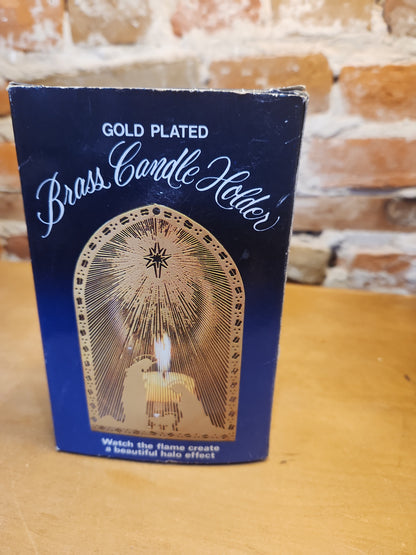 GOLD PLATED
Brass Candle Holder
Watch the flame create
a beautiful halo effect